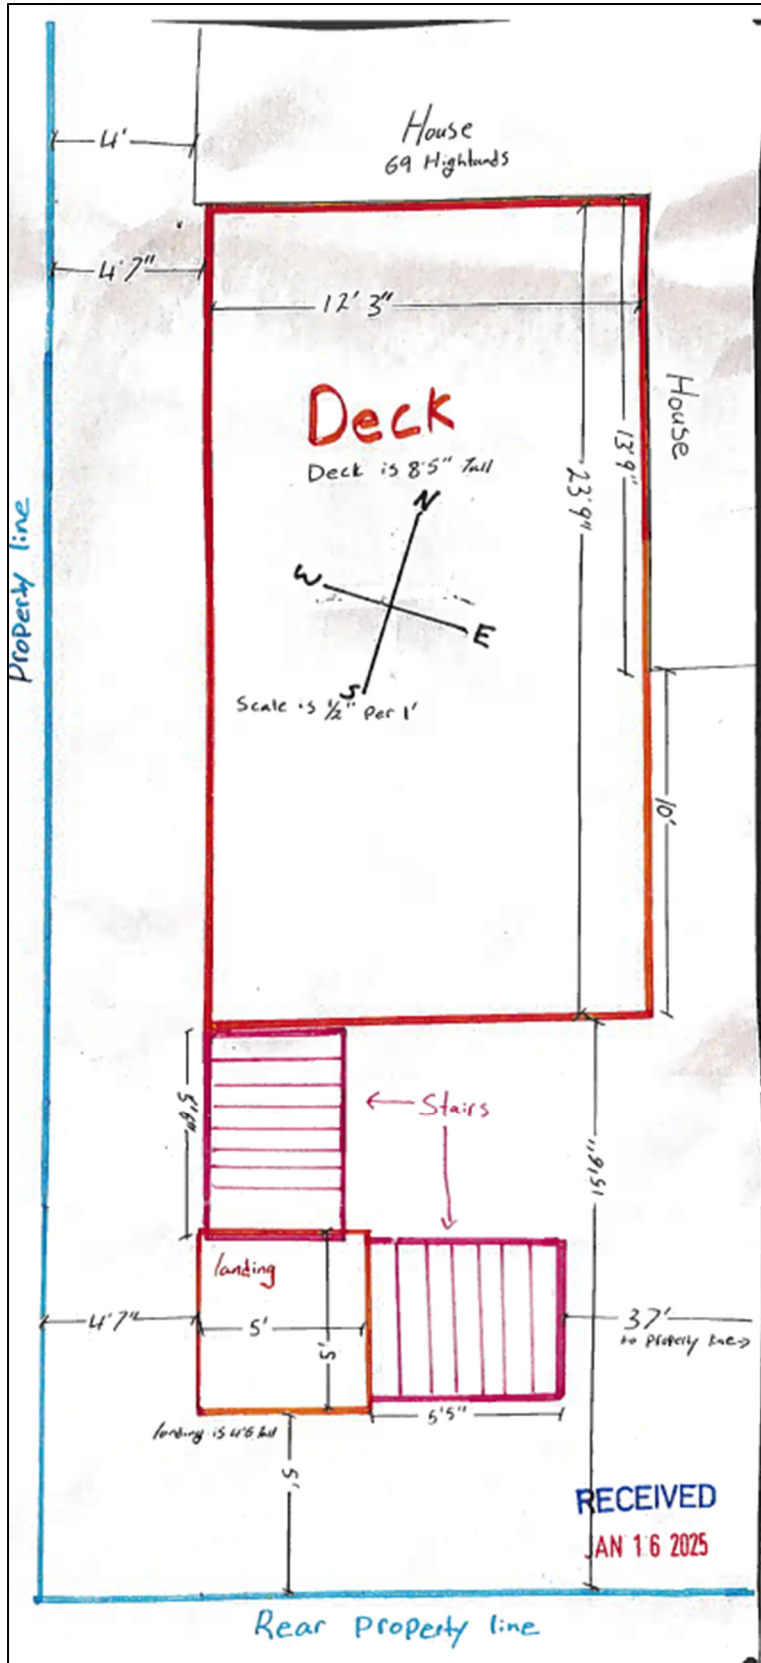 House
69 Highlands
4'
4'7"
12' 3"
Deck
Deck is 8'5" Tall
House
13'9"
23'9"
N
W
E
S
Scale is ½" Per 1'
Property line
10'
5'6"
← Stairs
15'6"
landing
4'7"
5'
5'
37'
to property line→
5'5"
landing is 4'6 tall
5'
RECEIVED
JAN 16 2025
Rear Property line